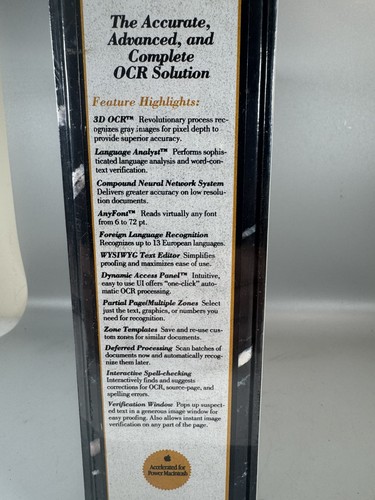 The Accurate,
Advanced, and
Complete
OCR Solution
Feature Highlights:
3D OCR™ Revolutionary process rec-
ognizes gray images for pixel depth to
provide superior accuracy.
Language Analyst™ Performs sophis-
ticated language analysis and word-con-
text verification.
Compound Neural Network System
Delivers greater accuracy on low resolu-
tion documents.
AnyFont™ Reads virtually any font
from 6 to 72 pt.
Foreign Language Recognition
Recognizes up to 13 European languages.
WYSIWYG Text Editor Simplifies
proofing and maximizes ease of use.
Dynamic Access Panel™ Intuitive,
easy to use UI offers "one-click" auto-
matic OCR processing.
Partial Page/Multiple Zones Select
just the text, graphics, or numbers you
need for recognition.
Zone Templates Save and re-use cus-
tom zones for similar documents.
Deferred Processing Scan batches of
documents now and automatically recog-
nize them later.
Interactive Spell-checking
Interactively finds and suggests
corrections for OCR, source-page, and
spelling errors.
Verification Window Pops up suspect-
ed text in a generous image window for
easy proofing. Also allows instant image
verification on any part of the page.
Accelerated for
Power Macintosh